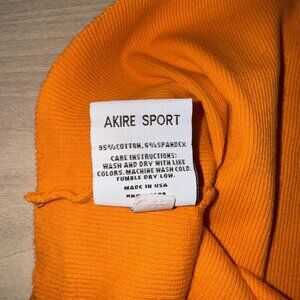 AKIRE SPORT
95%COTTON, 5%SPANDEX
CARE INSTRUCTIONS:
WASH AND DRY WITH LIKE
COLORS. MACHINE WASH COLD.
TUMBLE DRY LOW.
MADE IN USA